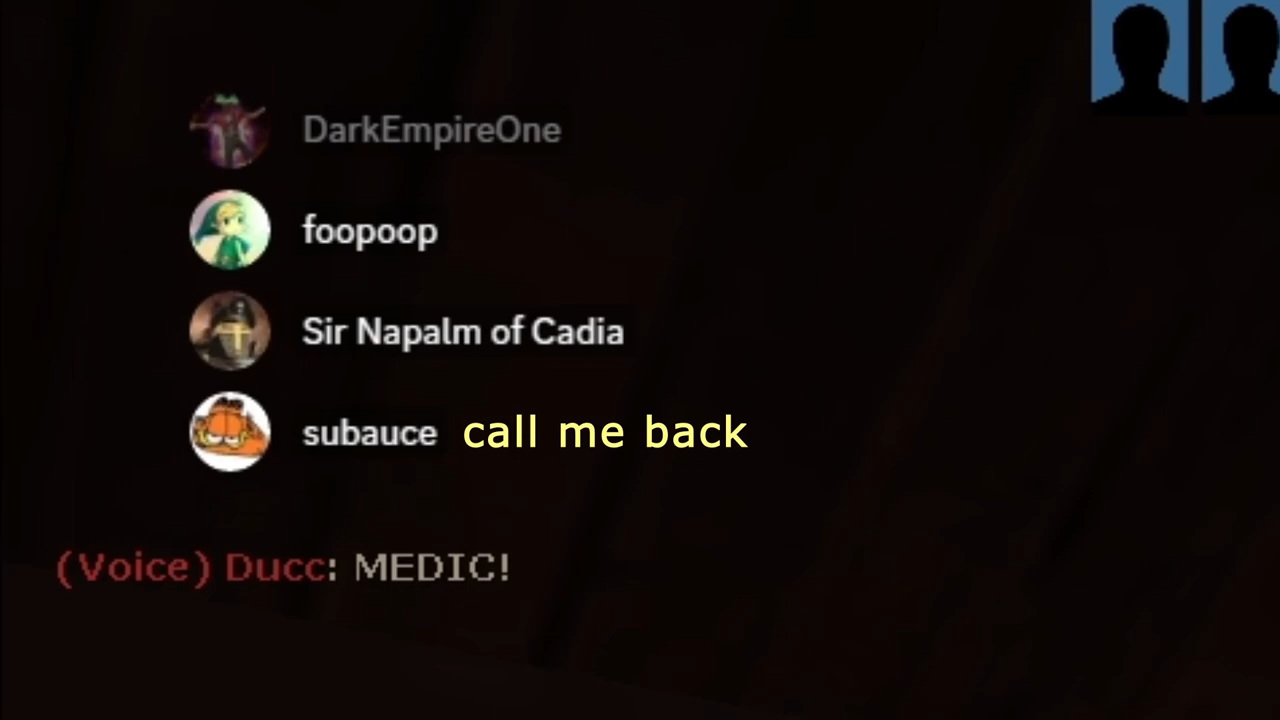 DarkEmpireOne
foopoop
Sir Napalm of Cadia
subauce call me back
(Voice) Ducc: MEDIC!